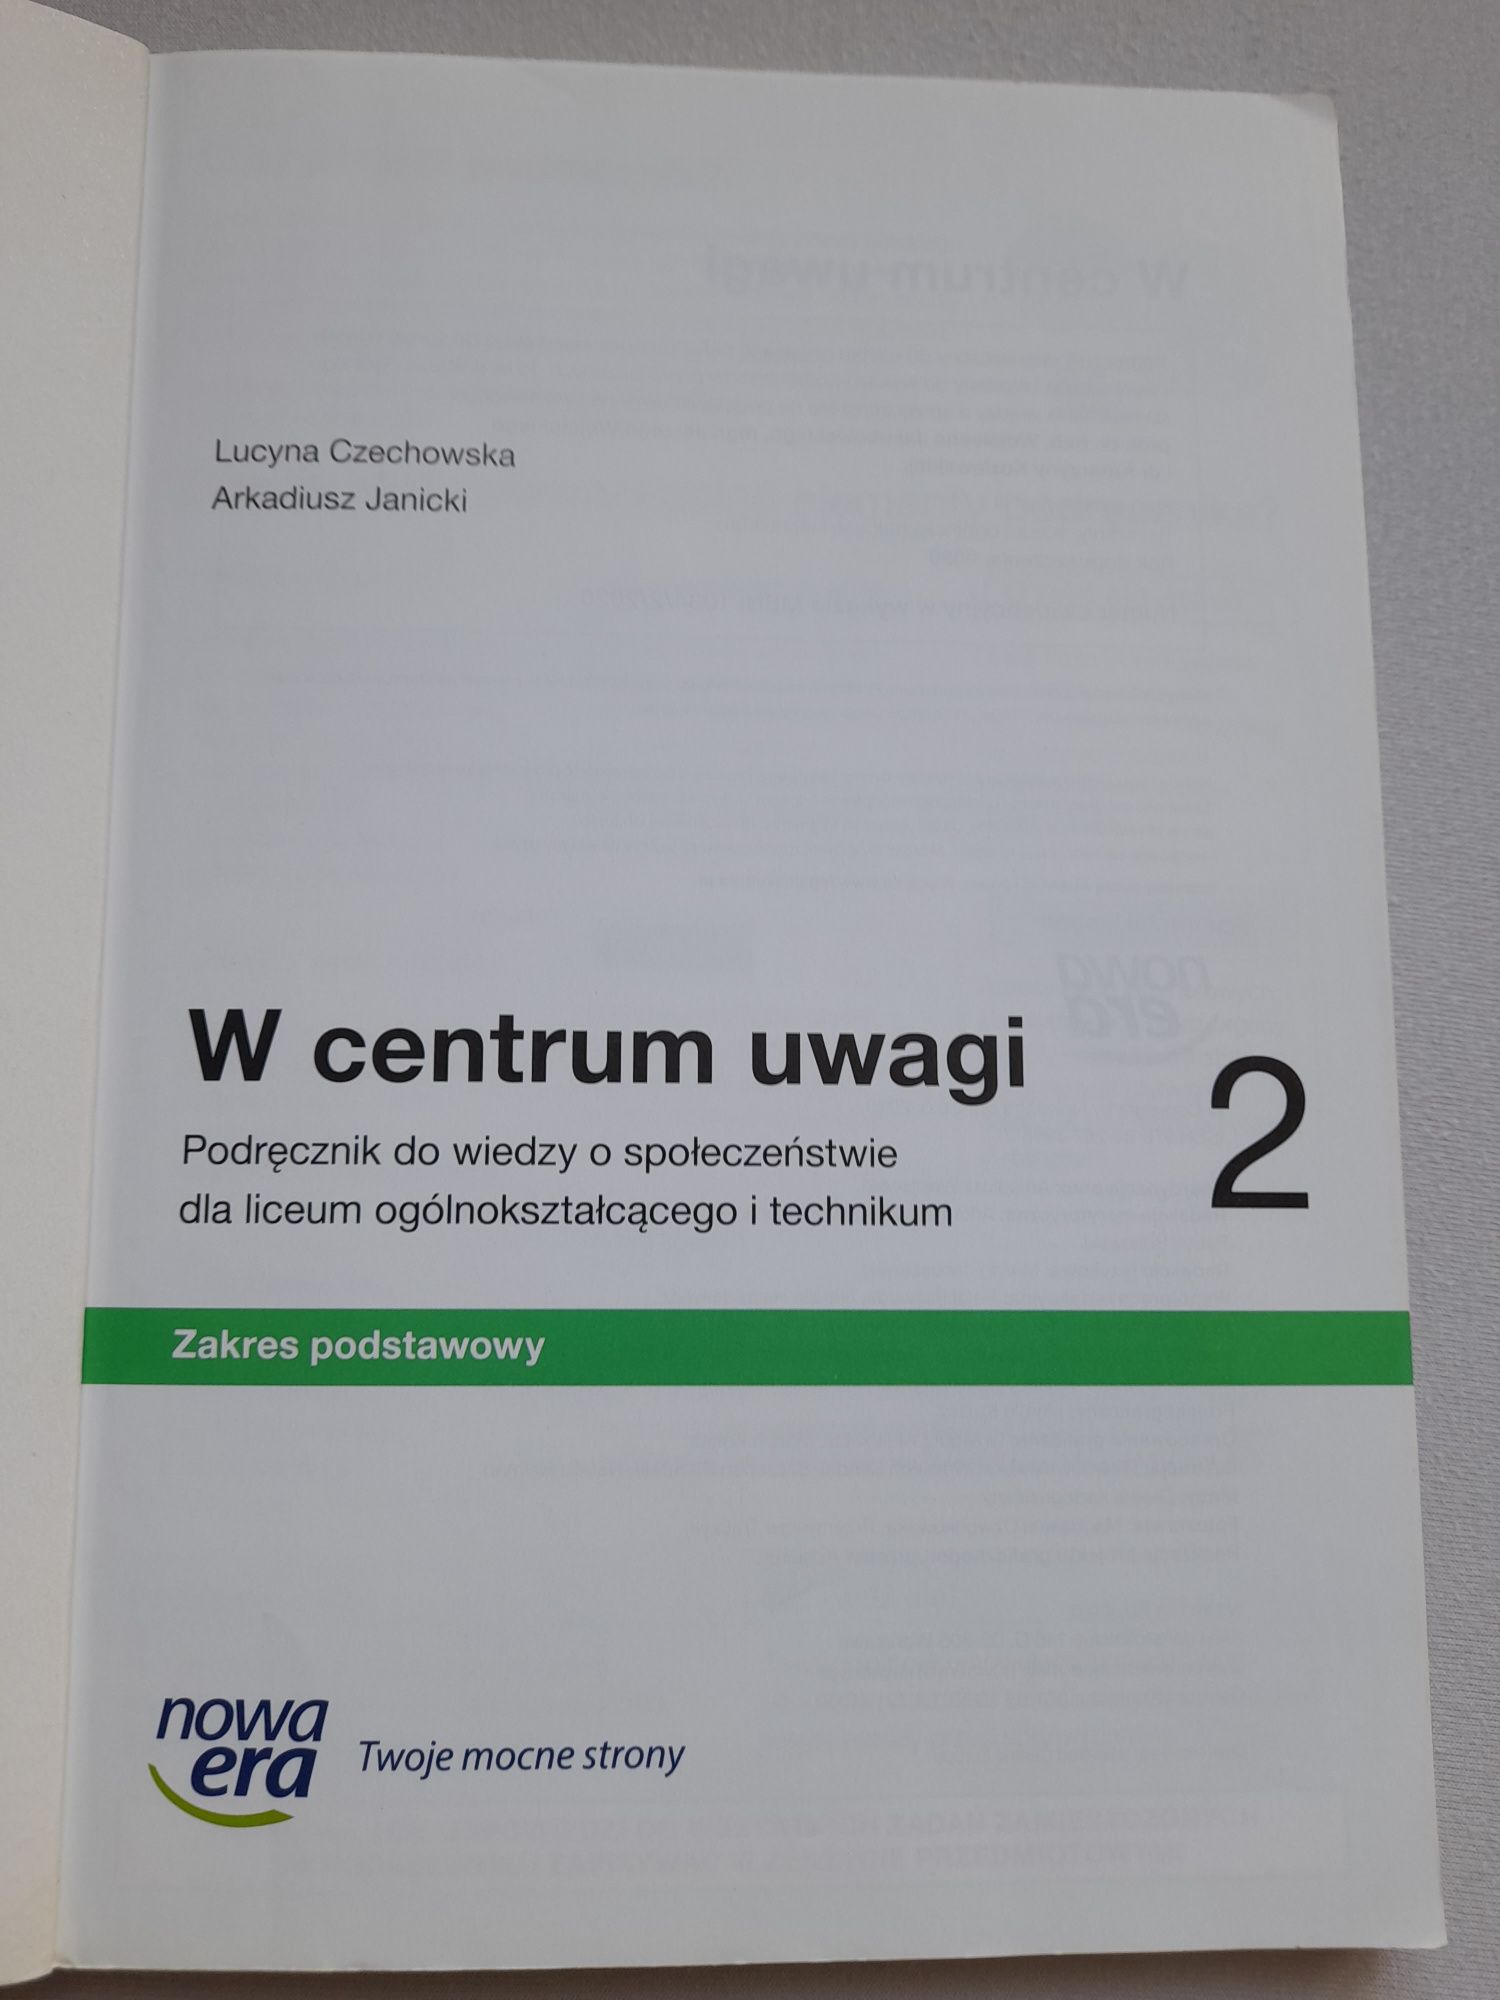 Lucyna Czechowska
Arkadiusz Janicki
W centrum uwagi 2
Podręcznik do wiedzy o społeczeństwie
dla liceum ogólnokształcącego i technikum
Zakres podstawowy
nowa
era
Twoje mocne strony